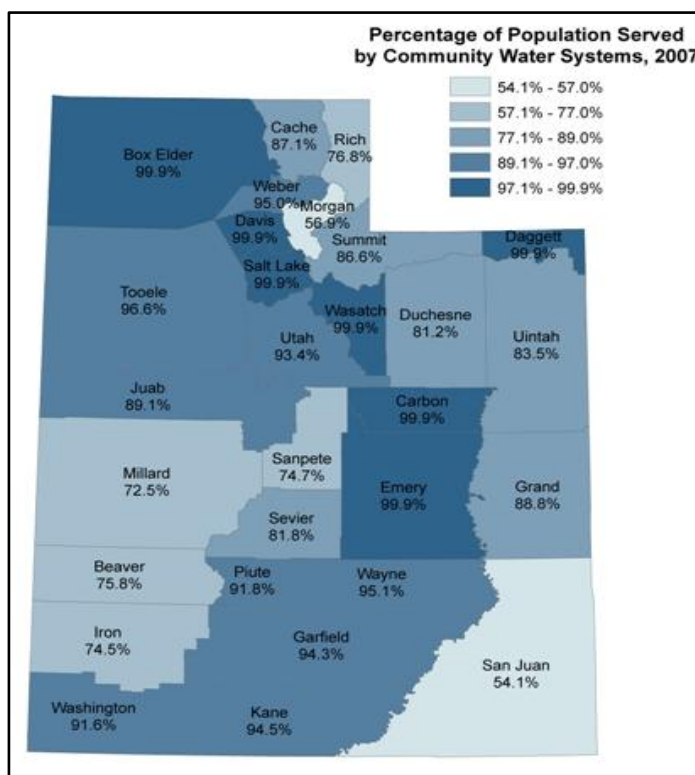 Percentage of Population Served
by Community Water Systems, 2007
54.1% - 57.0%
57.1% - 77.0%
77.1% - 89.0%
89.1% - 97.0%
97.1% - 99.9%
Cache
87.1%
Rich
76.8%
Box Elder
99.9%
Weber
95.0%
Morgan
56.9%
Davis
99.9%
Summit
86.6%
Daggett
99.9%
Salt Lake
99.9%
Tooele
96.6%
Wasatch
99.9%
Duchesne
81.2%
Uintah
83.5%
Utah
93.4%
Juab
89.1%
Carbon
99.9%
Sanpete
74.7%
Millard
72.5%
Emery
99.9%
Grand
88.8%
Sevier
81.8%
Beaver
75.8%
Piute
91.8%
Wayne
95.1%
Iron
74.5%
Garfield
94.3%
San Juan
54.1%
Washington
91.6%
Kane
94.5%